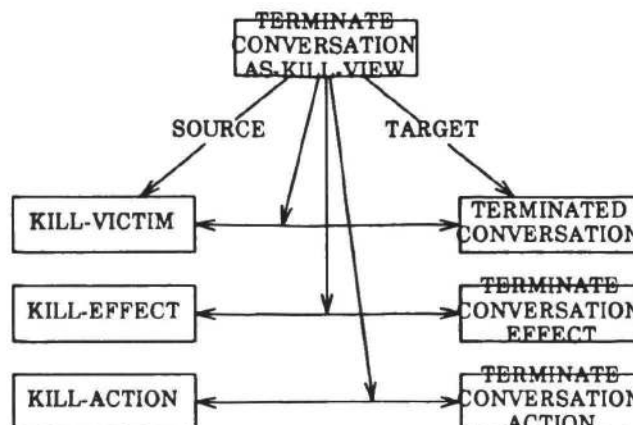 TERMINATE
CONVERSATION
AS-KILL-VIEW
SOURCE
TARGET
KILL-VICTIM
TERMINATED
CONVERSATION
KILL-EFFECT
TERMINATE
CONVERSATION
EFFECT
KILL-ACTION
TERMINATE
CONVERSATION
ACTION